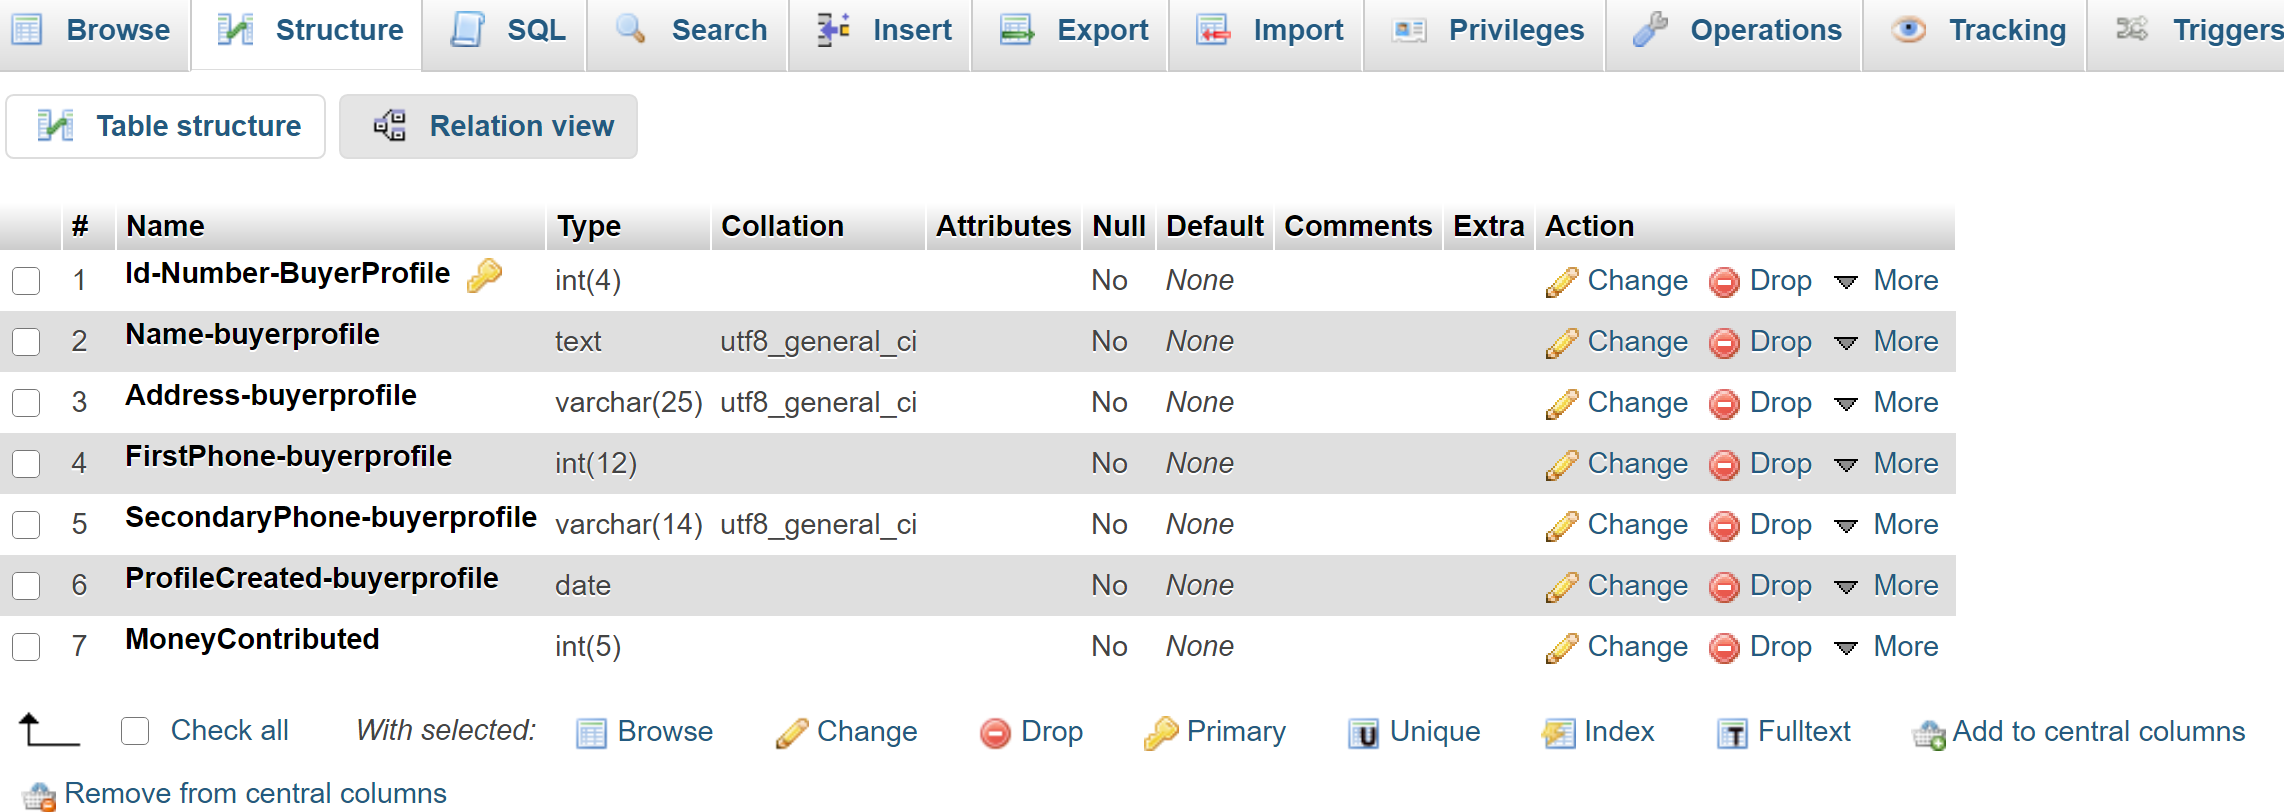 Browse Structure SQL Search Insert Export Import Privileges Operations Tracking Triggers
Table structure Relation view
# Name Type Collation Attributes Null Default Comments Extra Action
1 Id-Number-BuyerProfile int(4) No None Change Drop More
2 Name-buyerprofile text utf8_general_ci No None Change Drop More
3 Address-buyerprofile varchar(25) utf8_general_ci No None Change Drop More
4 FirstPhone-buyerprofile int(12) No None Change Drop More
5 SecondaryPhone-buyerprofile varchar(14) utf8_general_ci No None Change Drop More
6 ProfileCreated-buyerprofile date No None Change Drop More
7 MoneyContributed int(5) No None Change Drop More
Check all With selected: Browse Change Drop Primary Unique Index Fulltext Add to central columns
Remove from central columns